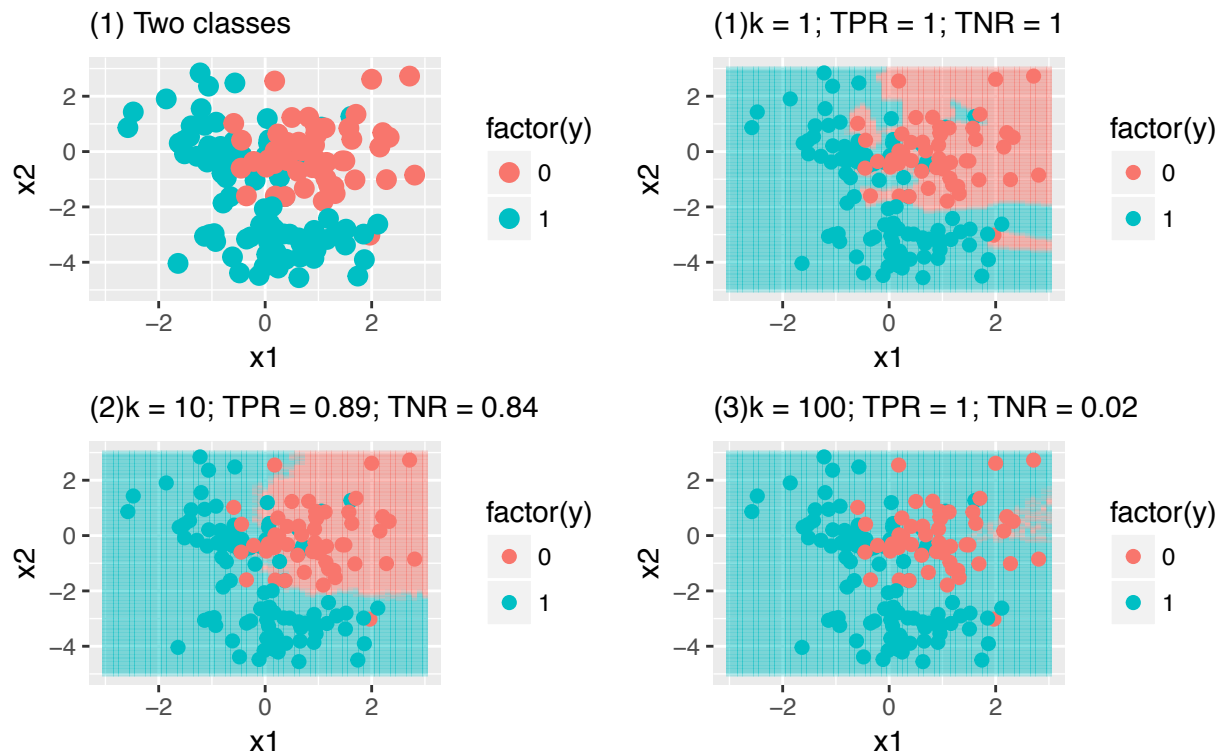 (1) Two classes
x2
2
0
−2
−4
−2 0 2
x1
factor(y)
0
1
(1)k = 1; TPR = 1; TNR = 1
x2
2
0
−2
−4
−2 0 2
x1
factor(y)
0
1
(2)k = 10; TPR = 0.89; TNR = 0.84
x2
2
0
−2
−4
−2 0 2
x1
factor(y)
0
1
(3)k = 100; TPR = 1; TNR = 0.02
x2
2
0
−2
−4
−2 0 2
x1
factor(y)
0
1